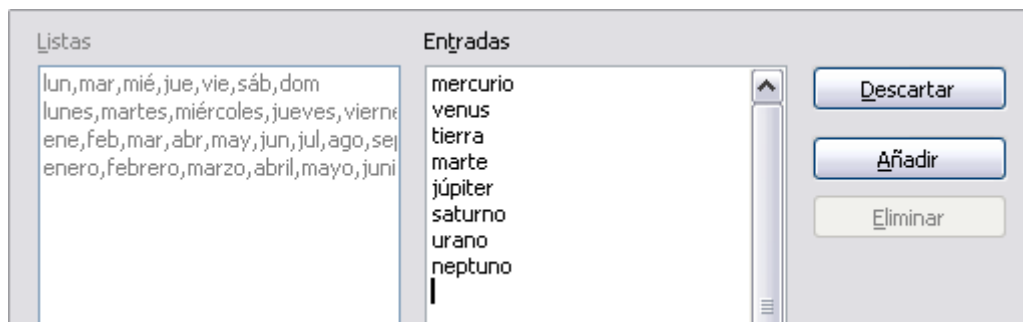 Listas
lun,mar,mié,jue,vie,sáb,dom
lunes,martes,miércoles,jueves,vierne
ene,feb,mar,abr,may,jun,jul,ago,sep
enero,febrero,marzo,abril,mayo,juni
Entradas
mercurio
venus
tierra
marte
júpiter
saturno
urano
neptuno
Descartar
Añadir
Eliminar